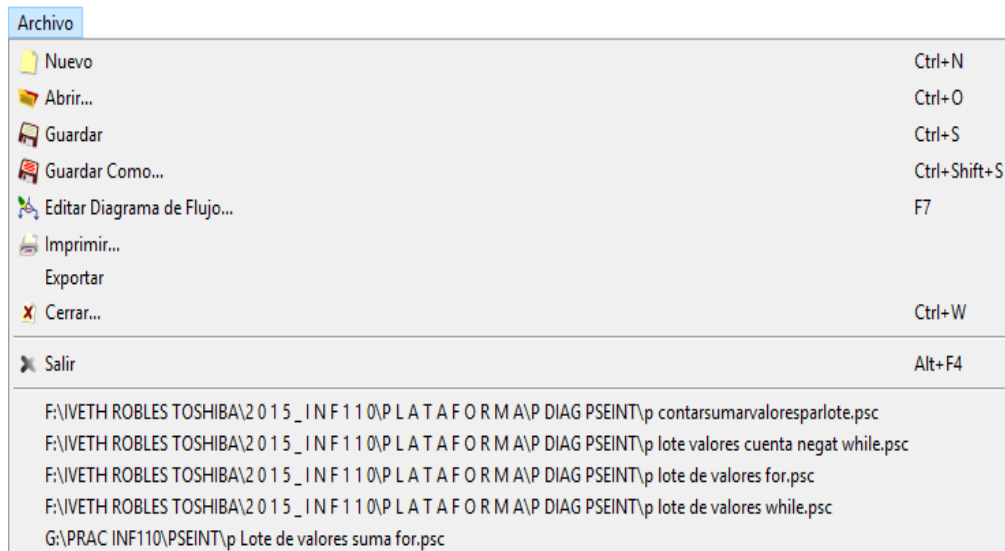 Archivo
Nuevo Ctrl+N
Abrir... Ctrl+O
Guardar Ctrl+S
Guardar Como... Ctrl+Shift+S
Editar Diagrama de Flujo... F7
Imprimir...
Exportar
Cerrar... Ctrl+W
Salir Alt+F4
F:\IVETH ROBLES TOSHIBA\2 0 1 5 _ I N F 1 1 0\P L A T A F O R M A\P DIAG PSEINT\p contarsumarvaloresparlote.psc
F:\IVETH ROBLES TOSHIBA\2 0 1 5 _ I N F 1 1 0\P L A T A F O R M A\P DIAG PSEINT\p lote valores cuenta negat while.psc
F:\IVETH ROBLES TOSHIBA\2 0 1 5 _ I N F 1 1 0\P L A T A F O R M A\P DIAG PSEINT\p lote de valores for.psc
F:\IVETH ROBLES TOSHIBA\2 0 1 5 _ I N F 1 1 0\P L A T A F O R M A\P DIAG PSEINT\p lote de valores while.psc
G:\PRAC INF110\PSEINT\p Lote de valores suma for.psc